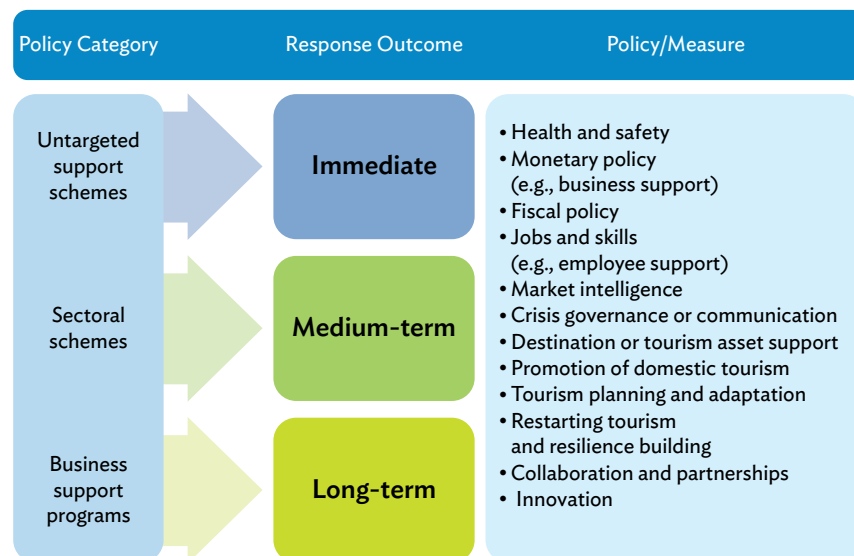 Policy Category
Response Outcome
Policy/Measure
Untargeted
support
schemes
Immediate
Sectoral
schemes
Medium-term
Business
support
programs
Long-term
• Health and safety
• Monetary policy
(e.g., business support)
• Fiscal policy
• Jobs and skills
(e.g., employee support)
• Market intelligence
• Crisis governance or communication
• Destination or tourism asset support
• Promotion of domestic tourism
• Tourism planning and adaptation
• Restarting tourism
and resilience building
• Collaboration and partnerships
• Innovation